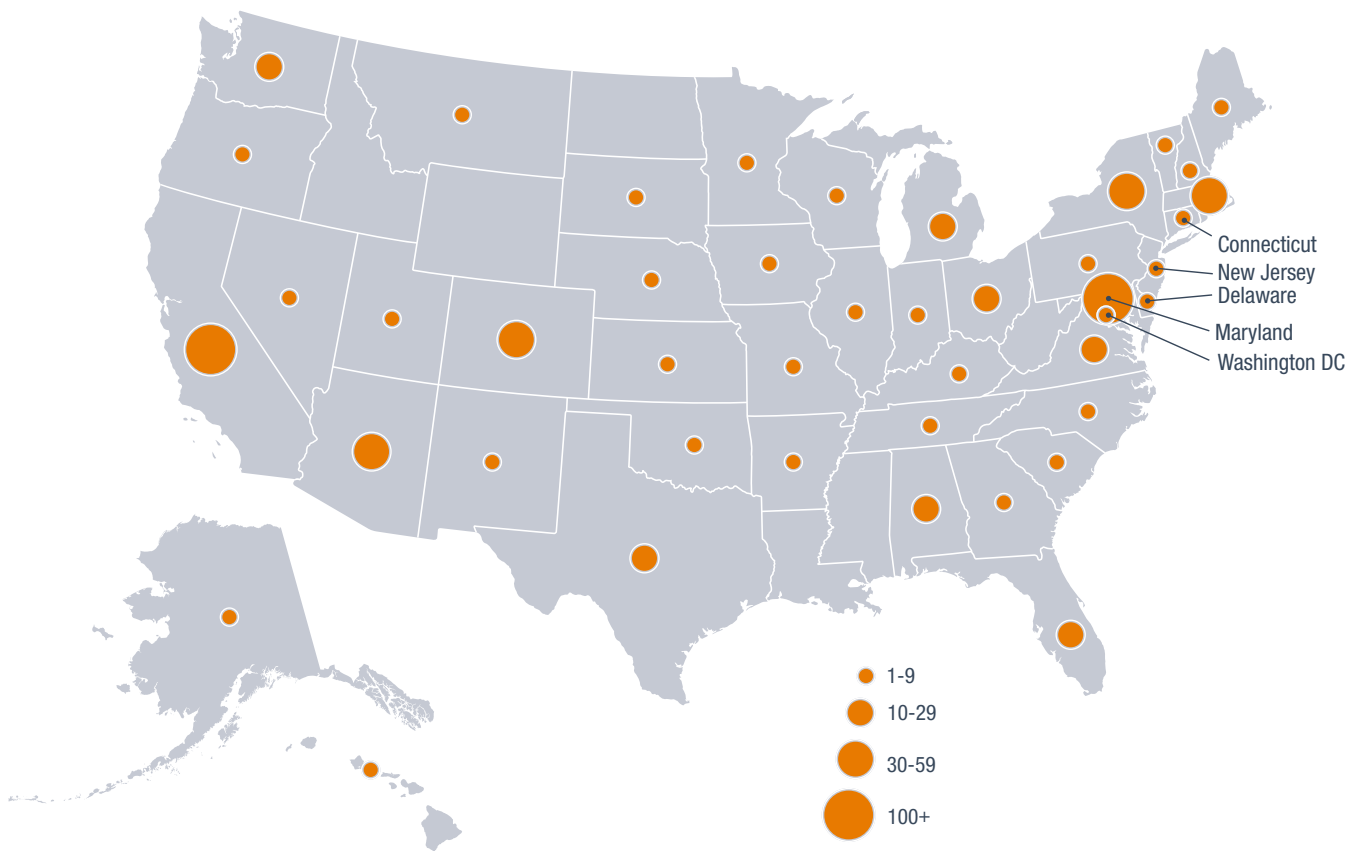 Connecticut
New Jersey
Delaware
Maryland
Washington DC
1-9
10-29
30-59
100+